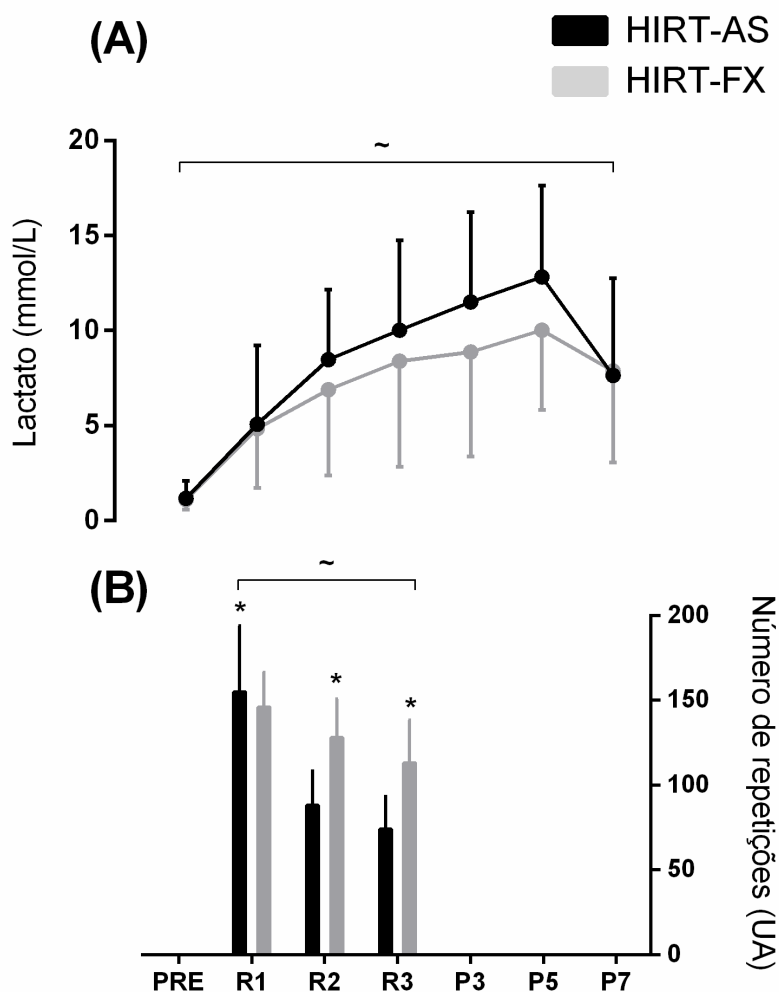 (A)
HIRT-AS
HIRT-FX
20
~
15
Lactato (mmol/L)
10
5
0
(B)
~
*
*
*
200
150
100
50
0
Número de repetições (UA)
PRE R1 R2 R3 P3 P5 P7